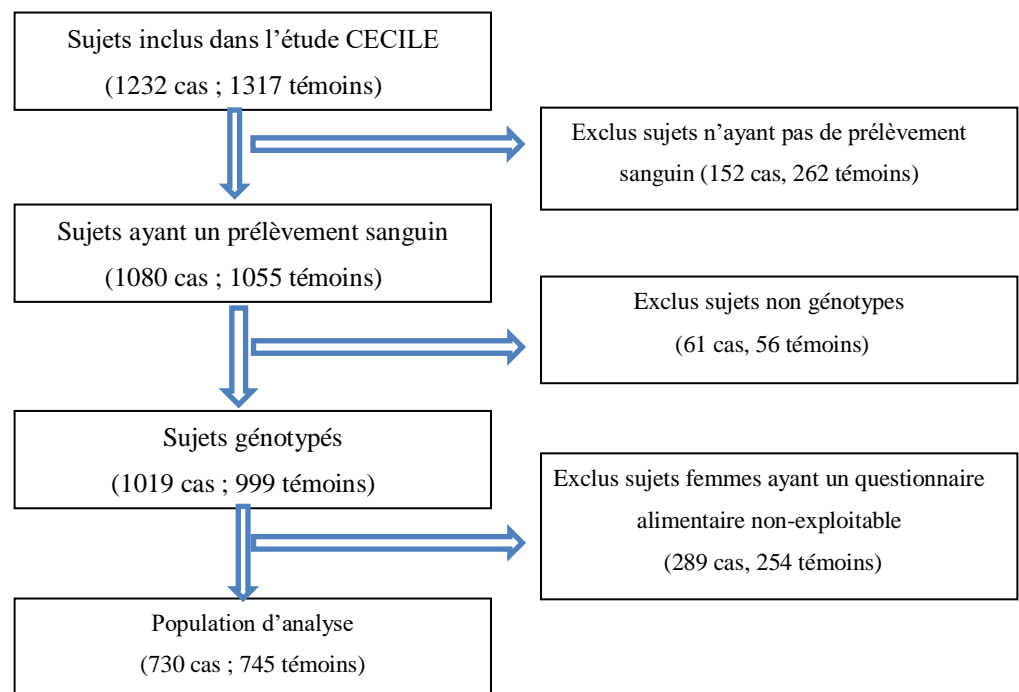 Sujets inclus dans l’étude CECILE
(1232 cas ; 1317 témoins)
Exclus sujets n’ayant pas de prélèvement
sanguin (152 cas, 262 témoins)
Sujets ayant un prélèvement sanguin
(1080 cas ; 1055 témoins)
Exclus sujets non génotypes
(61 cas, 56 témoins)
Sujets génotypés
(1019 cas ; 999 témoins)
Exclus sujets femmes ayant un questionnaire
alimentaire non-exploitable
(289 cas, 254 témoins)
Population d’analyse
(730 cas ; 745 témoins)